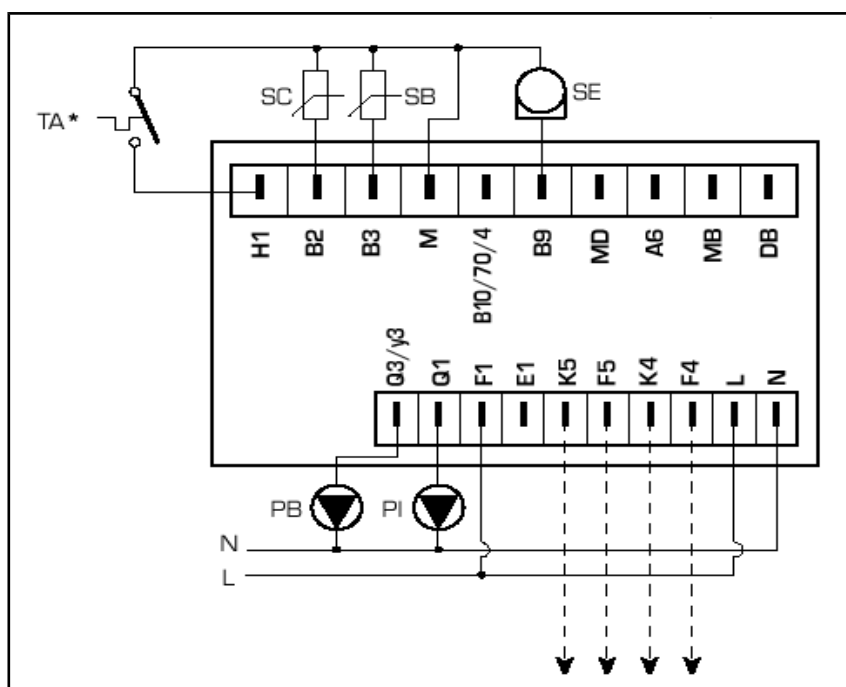 SC
SB
SE
TA*
H1
B2
B3
M
B10/70/4
B9
MD
A6
MB
DB
Q3/y3
Q1
F1
E1
K5
F5
K4
F4
L
N
PB
PI
N
L